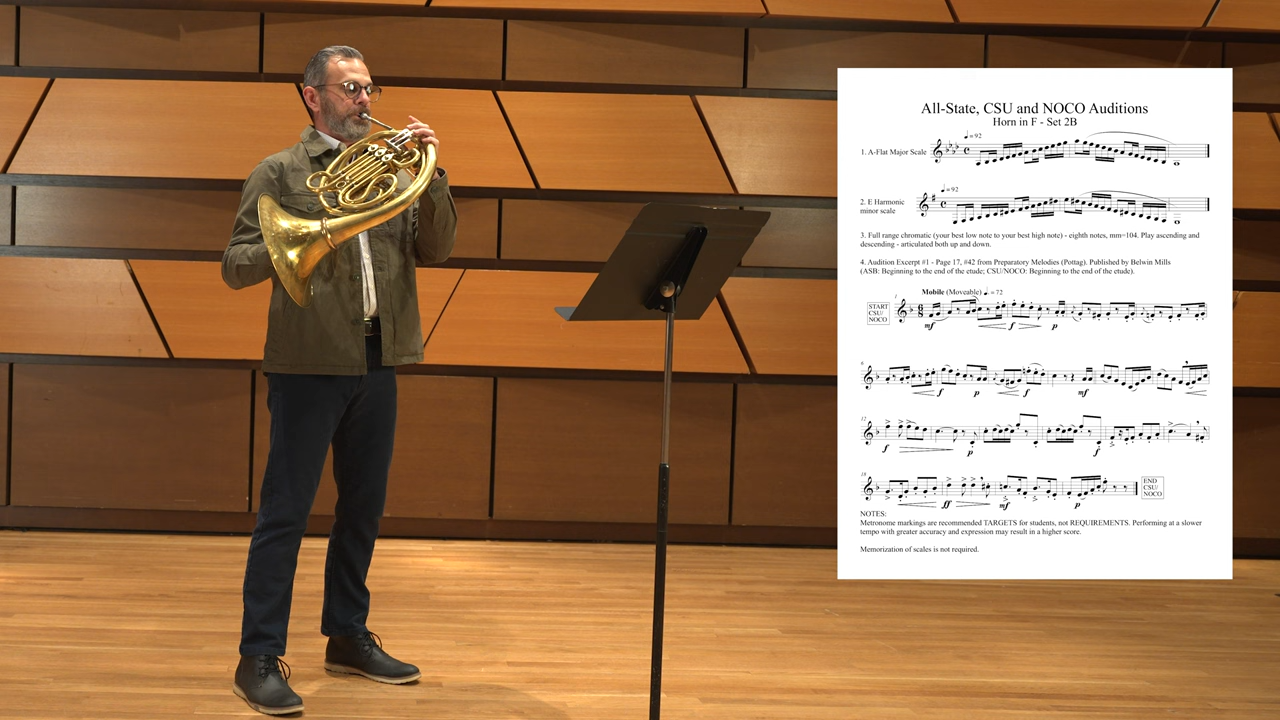 All-State, CSU and NOCO Auditions
Horn in F - Set 2B
1. A-Flat Major Scale
♩ = 92
2. E Harmonic
minor scale
♩ = 92
3. Full range chromatic (your best low note to your best high note) - eighth notes, mm=104. Play ascending and
descending - articulated both up and down.
4. Audition Excerpt #1 - Page 17, #42 from Preparatory Melodies (Pottag). Published by Belwin Mills
(ASB: Beginning to the end of the etude; CSU/NOCO: Beginning to the end of the etude).
Mobile (Moveable) ♩. = 72
START
CSU/
NOCO
mf f p
6
f p f mf
12
f p f
18
ff mf p
END
CSU/
NOCO
NOTES:
Metronome markings are recommended TARGETS for students, not REQUIREMENTS. Performing at a slower
tempo with greater accuracy and expression may result in a higher score.
Memorization of scales is not required.